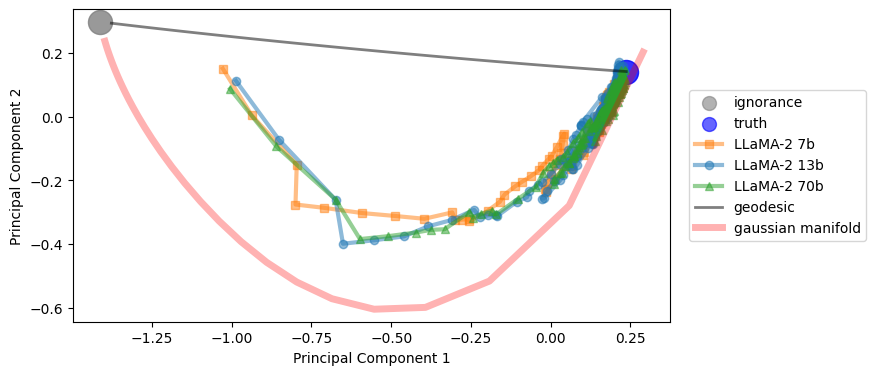 Principal Component 2
0.2
0.0
−0.2
−0.4
−0.6
−1.25
−1.00
−0.75
−0.50
−0.25
0.00
0.25
Principal Component 1
ignorance
truth
LLaMA-2 7b
LLaMA-2 13b
LLaMA-2 70b
geodesic
gaussian manifold